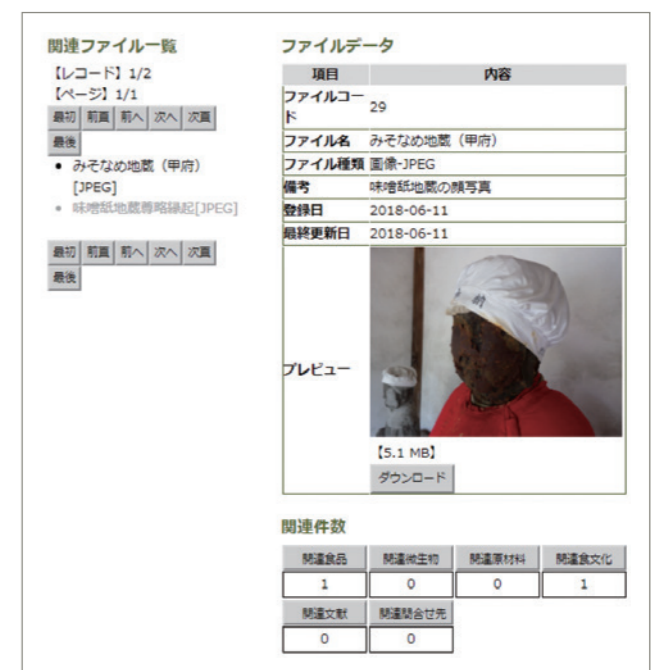 関連ファイル一覧
【レコード】1/2
【ページ】1/1
最初 前頁 前へ 次へ 次頁
最後
• みそなめ地蔵（甲府）
[JPEG]
• 味噌舐地蔵尊略縁起[JPEG]
最初 前頁 前へ 次へ 次頁
最後
ファイルデータ
項目 内容
ファイルコー
ド 29
ファイル名 みそなめ地蔵（甲府）
ファイル種類 画像-JPEG
備考 味噌舐地蔵の顔写真
登録日 2018-06-11
最終更新日 2018-06-11
プレビュー
【5.1 MB】
ダウンロード
関連件数
関連食品 関連微生物 関連原材料 関連食文化
1 0 0 1
関連文献 関連問合せ先
0 0